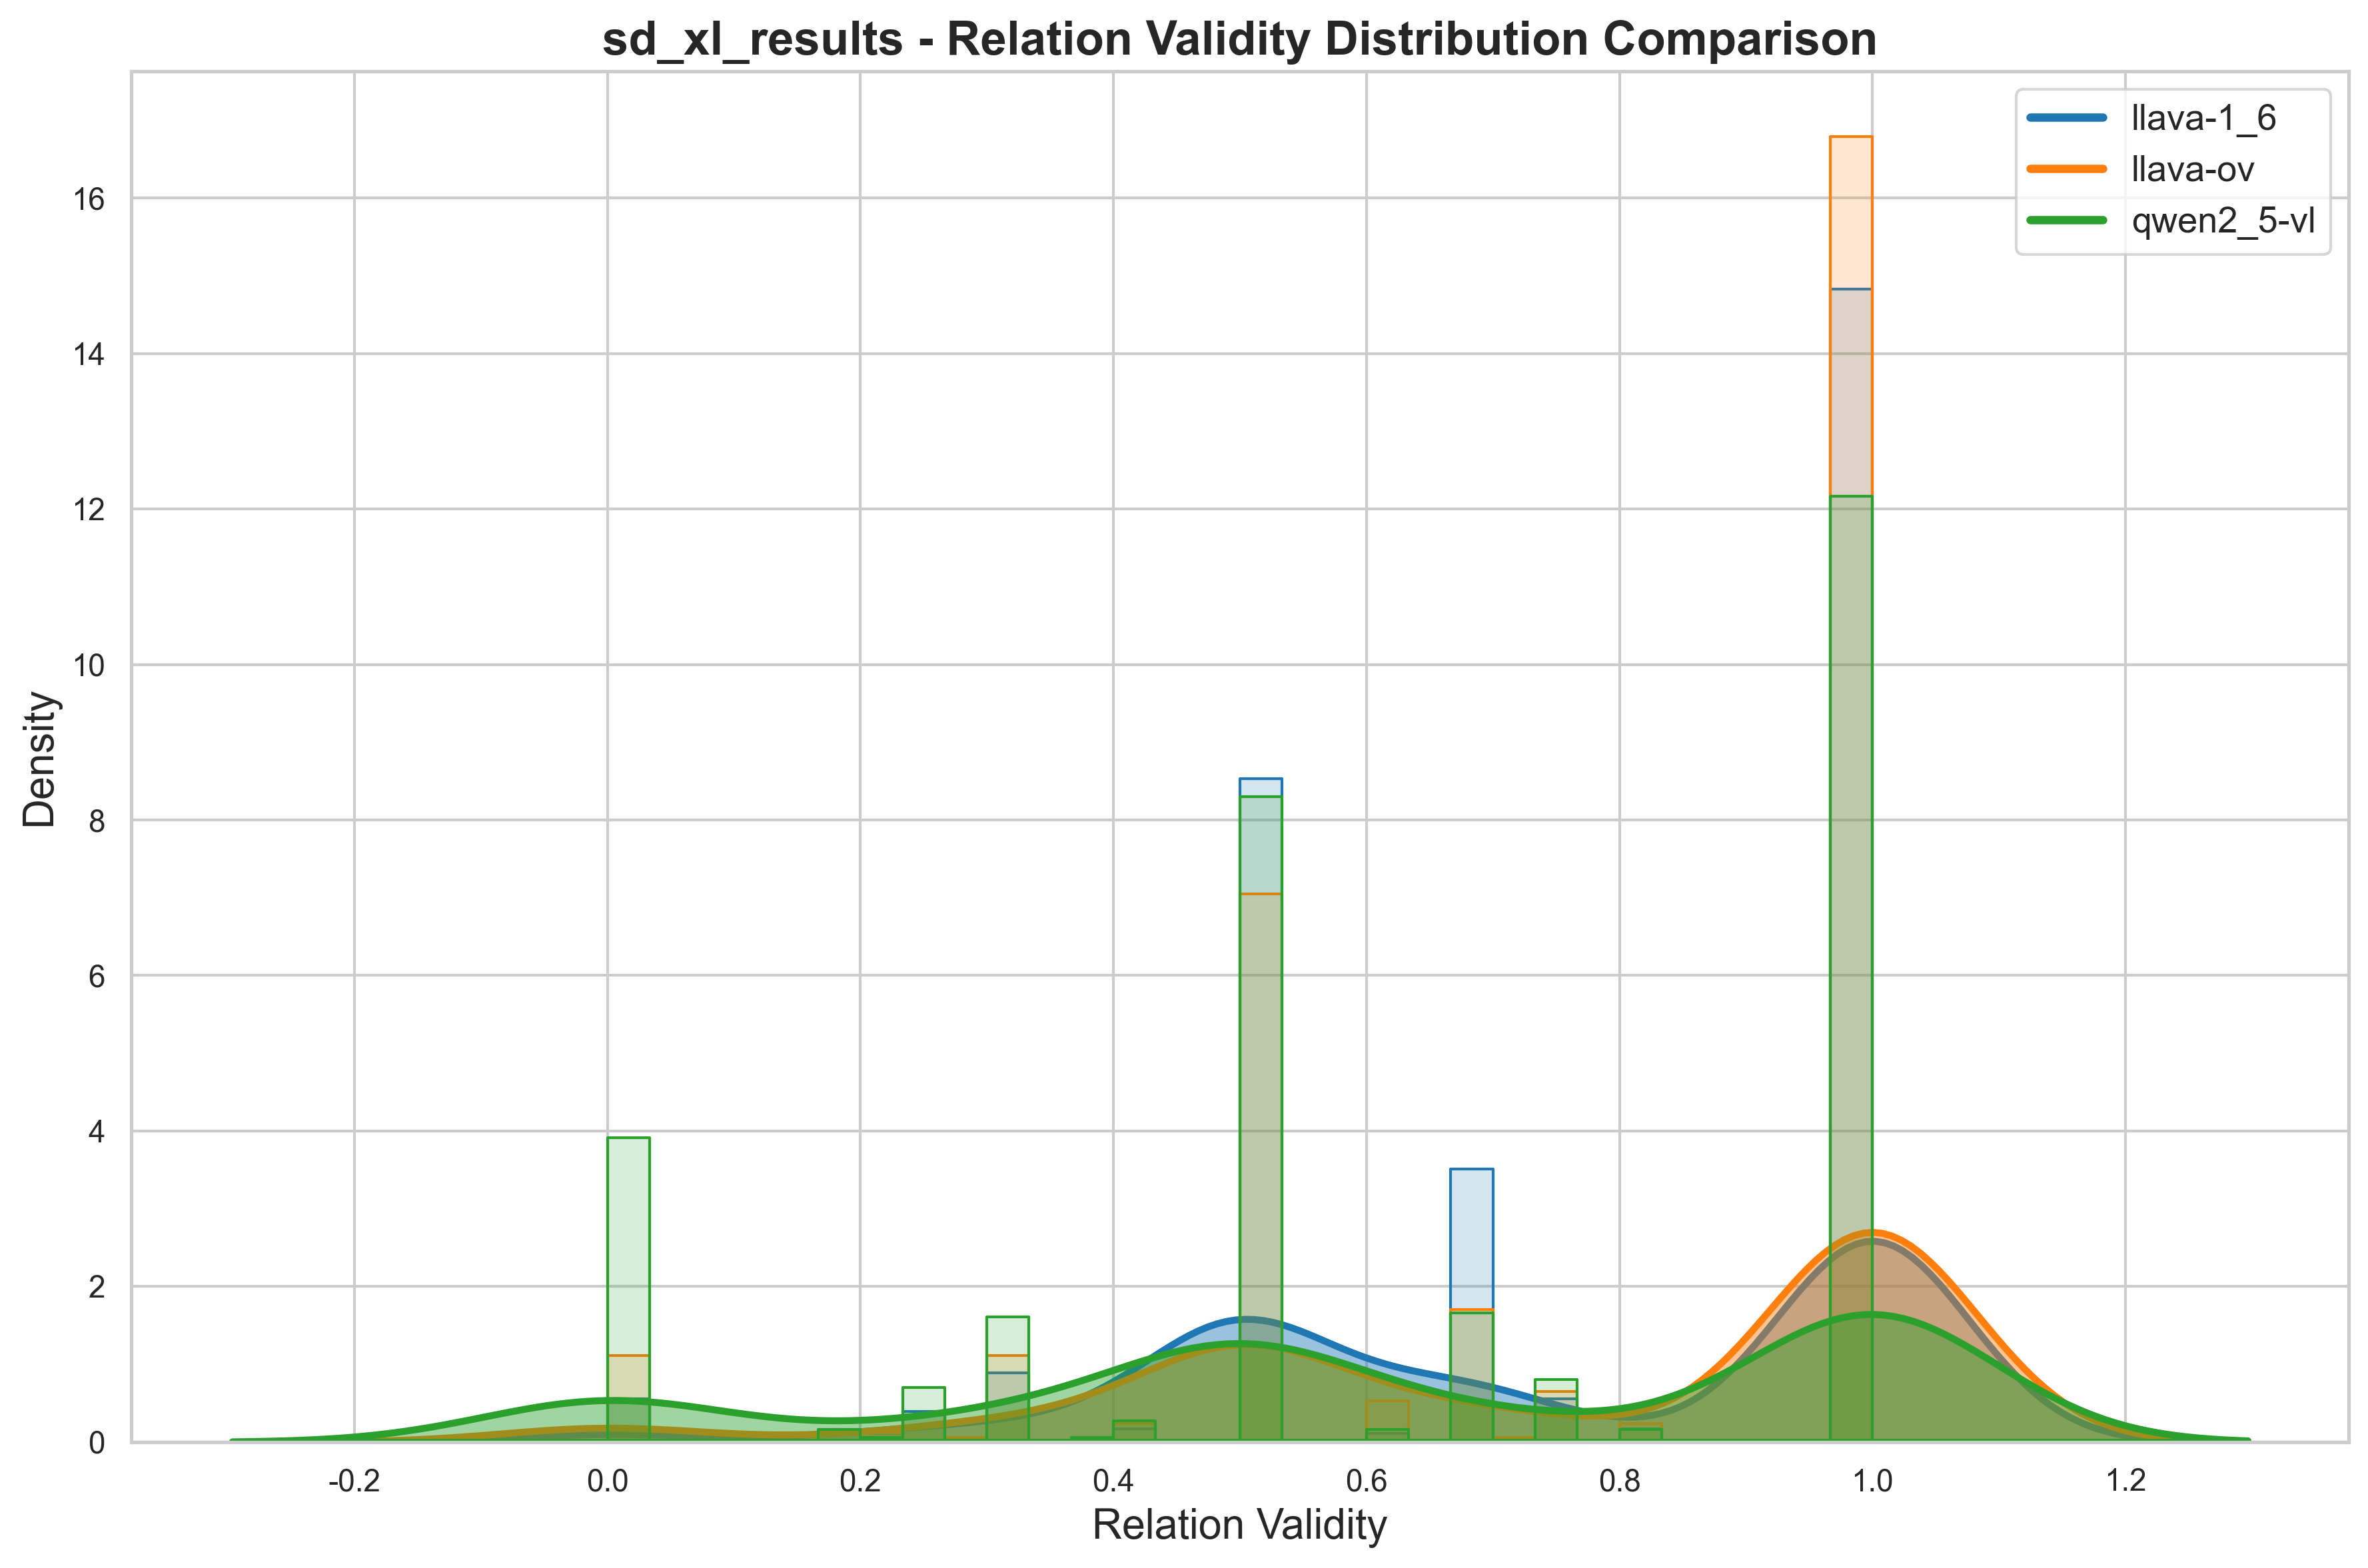 sd_xl_results - Relation Validity Distribution Comparison
llava-1_6
llava-ov
qwen2_5-vl
16
14
12
10
8
6
4
2
0
Density
-0.2
0.0
0.2
0.4
0.6
0.8
1.0
1.2
Relation Validity